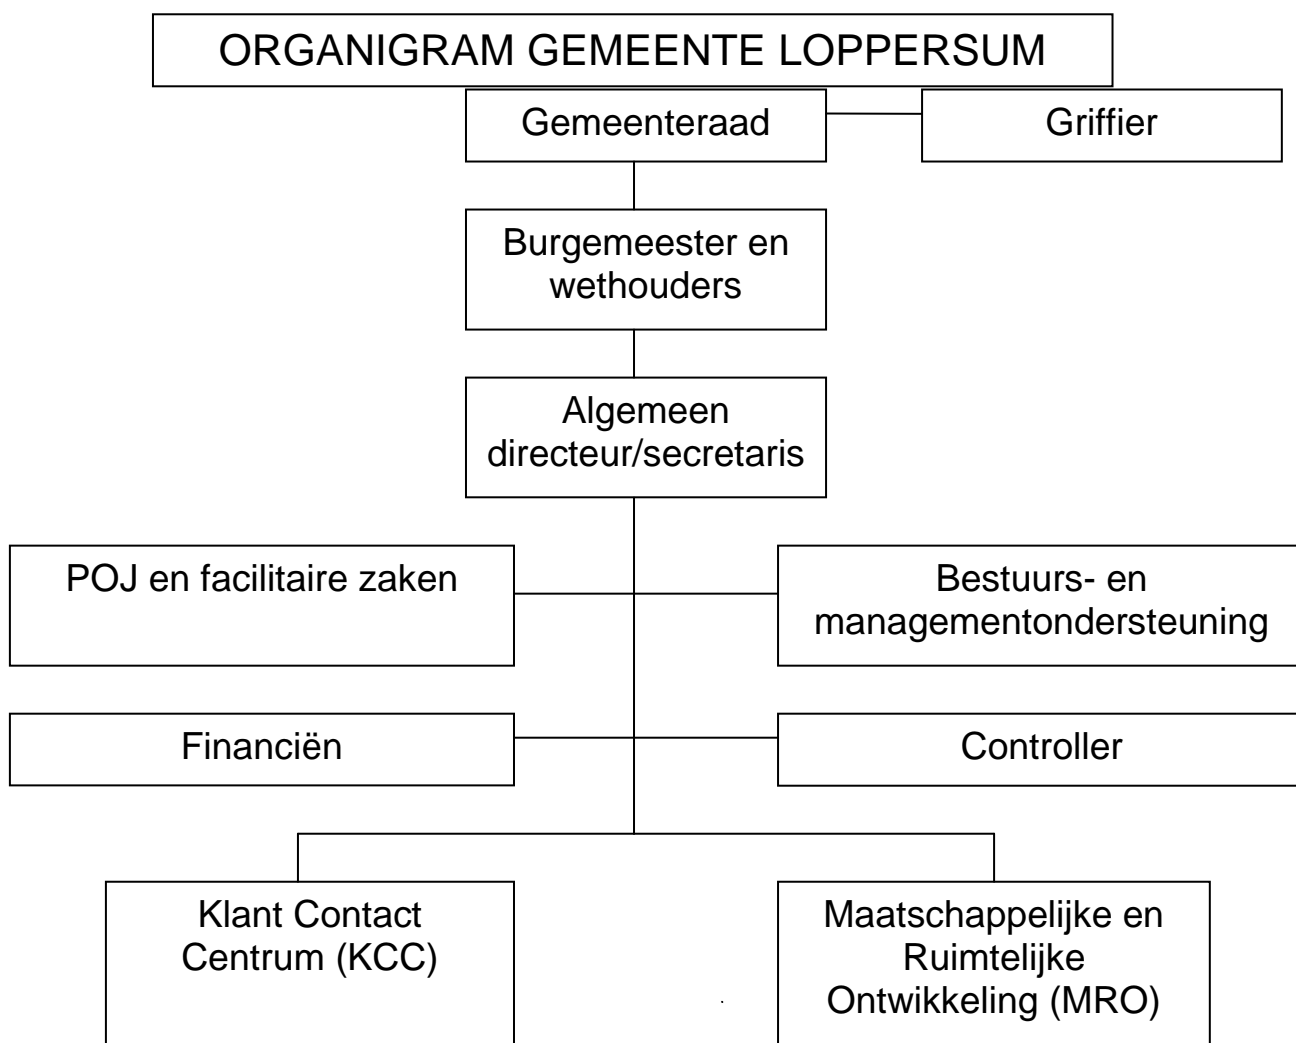 ORGANIGRAM GEMEENTE LOPPERSUM
Gemeenteraad
Griffier
Burgemeester en
wethouders
Algemeen
directeur/secretaris
POJ en facilitaire zaken
Bestuurs- en
managementondersteuning
Financiën
Controller
Klant Contact
Centrum (KCC)
Maatschappelijke en
Ruimtelijke
Ontwikkeling (MRO)